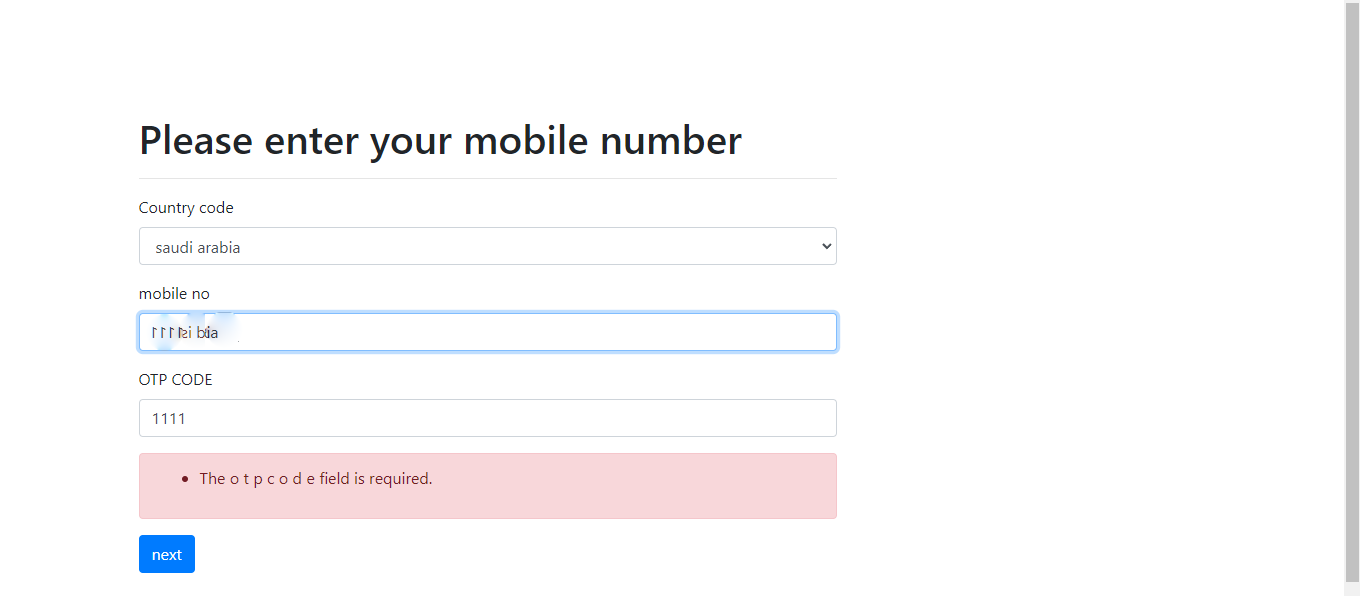 Please enter your mobile number
Country code
saudi arabia
mobile no
OTP CODE
1111
The o t p c o d e field is required.
next